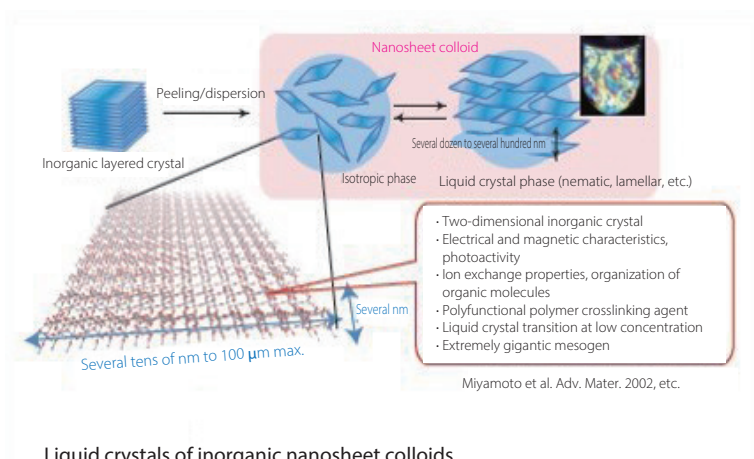 Nanosheet colloid
Peeling/dispersion
Inorganic layered crystal
Isotropic phase
Several dozen to several hundred nm
Liquid crystal phase (nematic, lamellar, etc.)
· Two-dimensional inorganic crystal
· Electrical and magnetic characteristics,
photoactivity
· Ion exchange properties, organization of
organic molecules
· Polyfunctional polymer crosslinking agent
· Liquid crystal transition at low concentration
· Extremely gigantic mesogen
Several nm
Several tens of nm to 100 μm max.
Miyamoto et al. Adv. Mater. 2002, etc.
Liquid crystals of inorganic nanosheet colloids